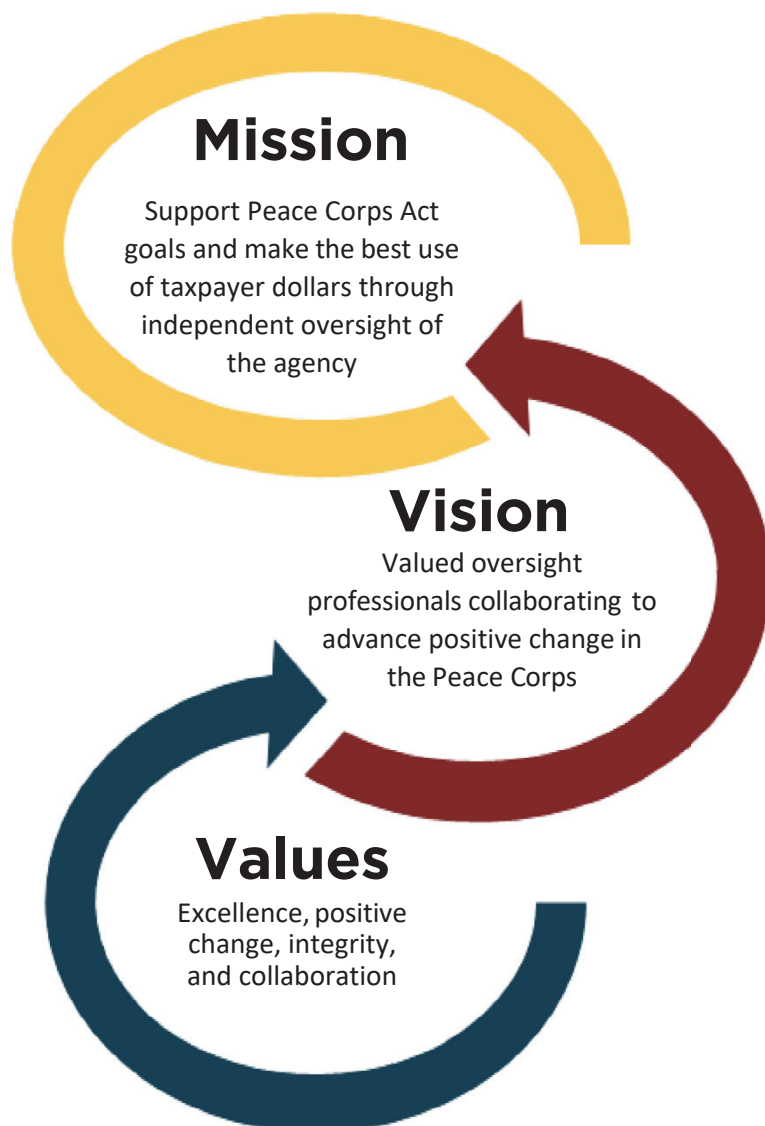 Mission
Support Peace Corps Act
goals and make the best use
of taxpayer dollars through
independent oversight of
the agency
Vision
Valued oversight
professionals collaborating to
advance positive change in
the Peace Corps
Values
Excellence, positive
change, integrity,
and collaboration